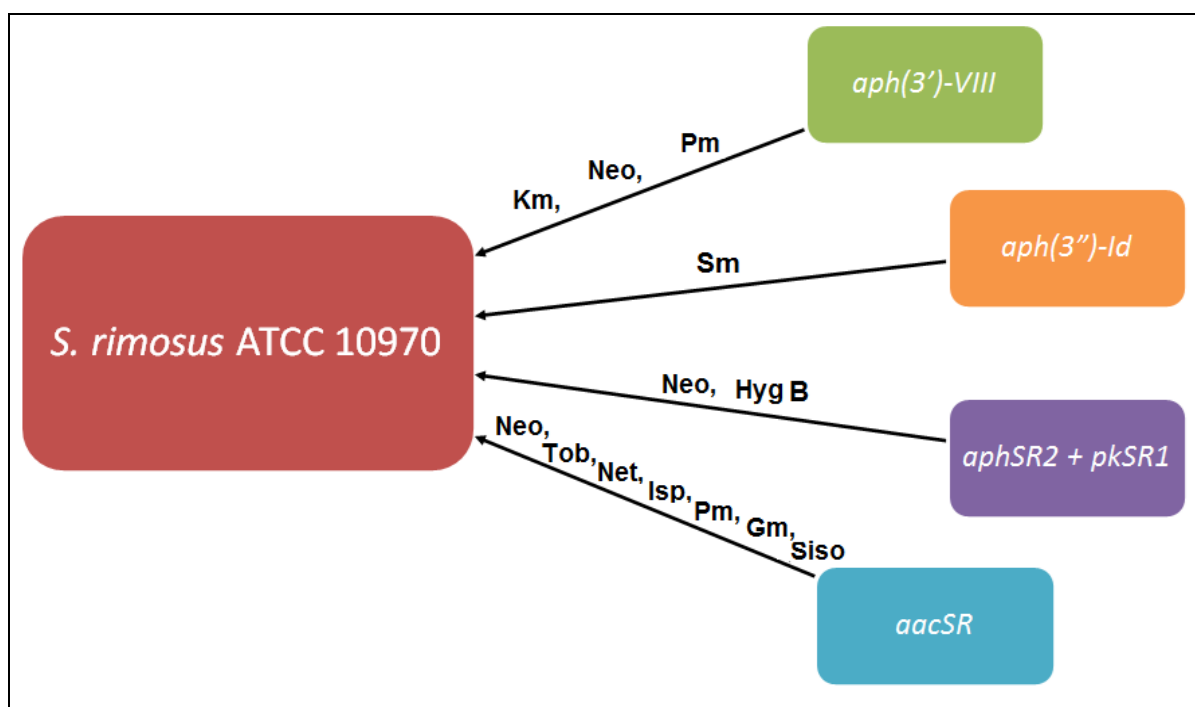 aph(3')-VIII
Km, Neo, Pm
aph(3")-Id
Sm
S. rimosus ATCC 10970
Neo, Hyg B
aphSR2 + pkSR1
Neo, Tob, Net, Isp, Pm, Gm, Siso
aacSR